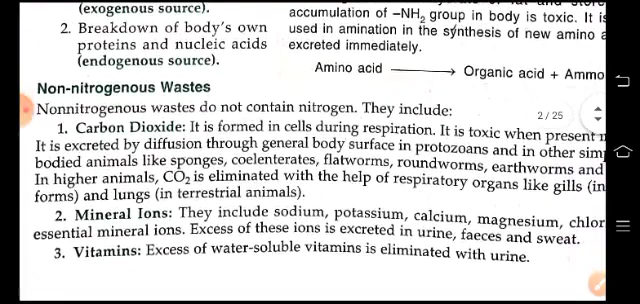 (exogenous source).
2. Breakdown of body's own
proteins and nucleic acids
(endogenous source).
accumulation of –NH₂ group in body is toxic. It is
used in amination in the synthesis of new amino a
excreted immediately.
Amino acid ⟶ Organic acid + Ammo
Non-nitrogenous Wastes
Nonnitrogenous wastes do not contain nitrogen. They include:
2 / 25
1. Carbon Dioxide: It is formed in cells during respiration. It is toxic when present
It is excreted by diffusion through general body surface in protozoans and in other sim
bodied animals like sponges, coelenterates, flatworms, roundworms, earthworms and
In higher animals, CO₂ is eliminated with the help of respiratory organs like gills (in
forms) and lungs (in terrestrial animals).
2. Mineral Ions: They include sodium, potassium, calcium, magnesium, chlor
essential mineral ions. Excess of these ions is excreted in urine, faeces and sweat.
3. Vitamins: Excess of water-soluble vitamins is eliminated with urine.